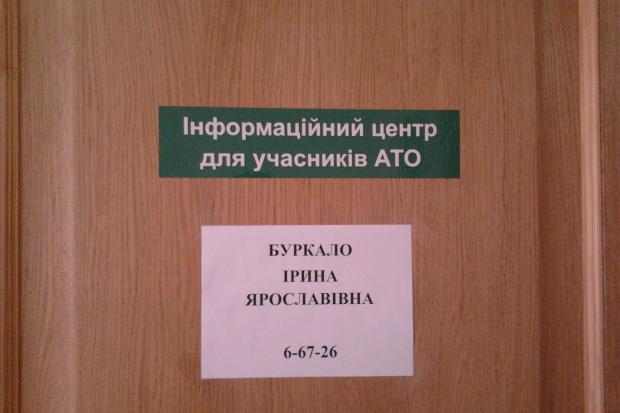 Інформаційний центр
для учасників АТО
БУРКАЛО
ІРИНА
ЯРОСЛАВІВНА
6-67-26